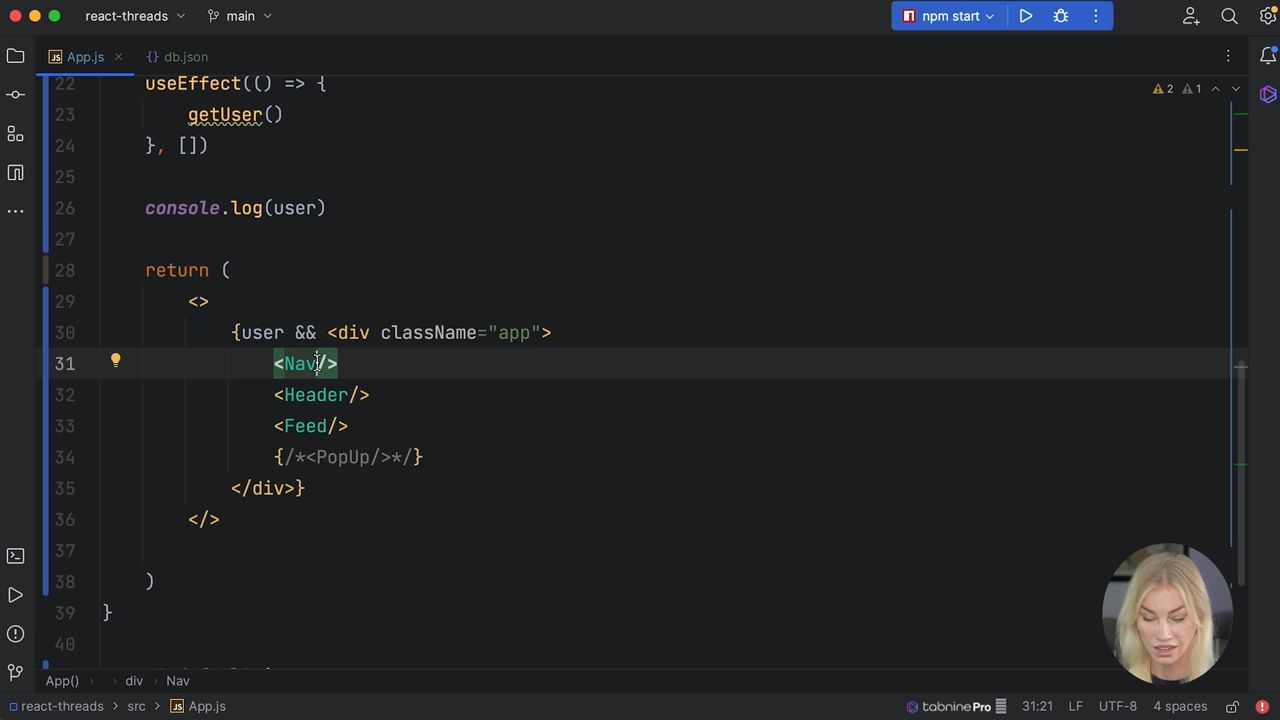 react-threads
main
npm start
App.js
db.json
2
1
22 useEffect(() => {
23 getUser()
24 }, [])
25
26 console.log(user)
27
28 return (
29 <>
30 {user && <div className="app">
31 <Nav/>
32 <Header/>
33 <Feed/>
34 {/*<PopUp/>*/}
35 </div>}
36 </>
37
38 )
39 }
40
App() > div > Nav
react-threads > src > App.js
tabnine Pro
31:21
LF
UTF-8
4 spaces